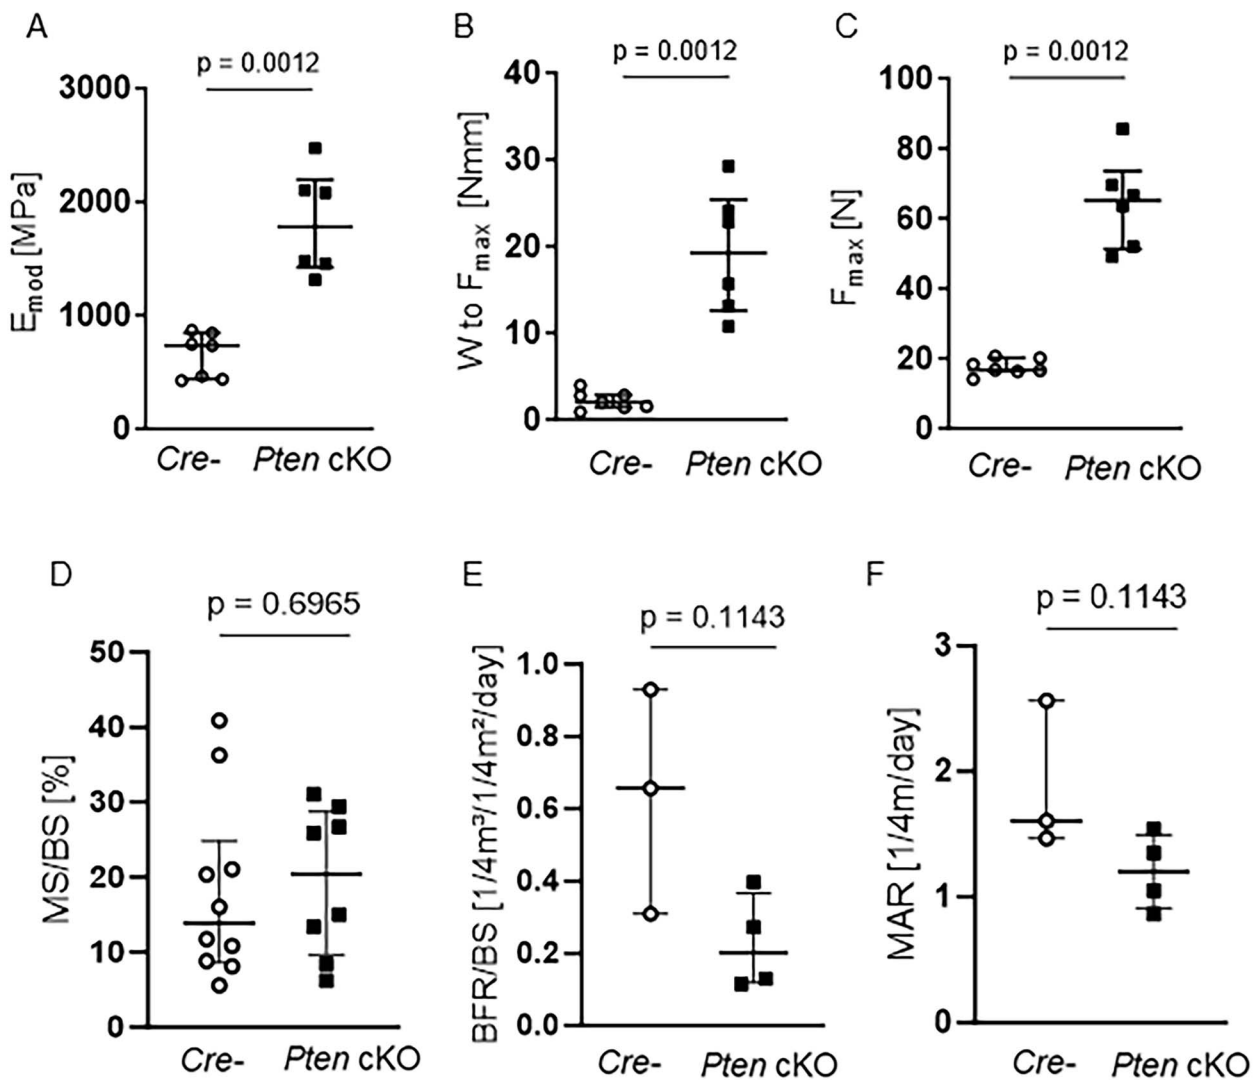 A
p = 0.0012
3000
2000
1000
0
Emod [MPa]
Cre-
Pten cKO
B
p = 0.0012
40
30
20
10
0
W to Fmax [Nmm]
Cre-
Pten cKO
C
p = 0.0012
100
80
60
40
20
0
Fmax [N]
Cre-
Pten cKO
D
p = 0.6965
50
40
30
20
10
0
MS/BS [%]
Cre-
Pten cKO
E
p = 0.1143
1.0
0.8
0.6
0.4
0.2
0.0
BFR/BS [1/4m³/1/4m²/day]
Cre-
Pten cKO
F
p = 0.1143
3
2
1
0
MAR [1/4m/day]
Cre-
Pten cKO